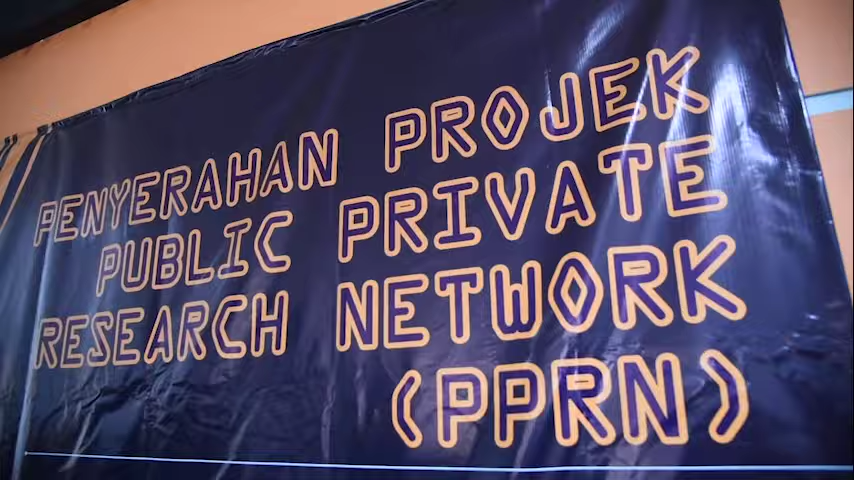 PENYERAHAN PROJEK
PUBLIC PRIVATE
RESEARCH NETWORK
(PPRN)